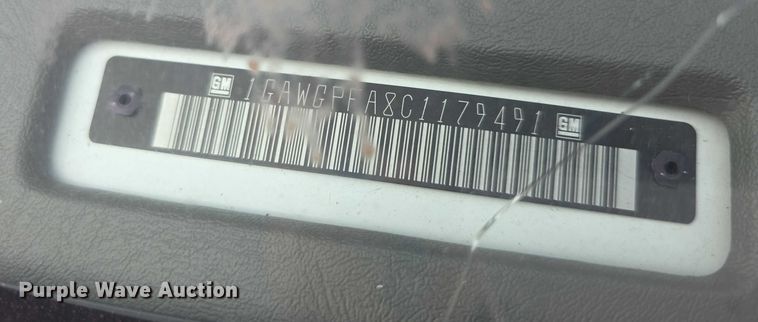 GM 1GAWGPFA8C1179491 GM
Purple Wave Auction